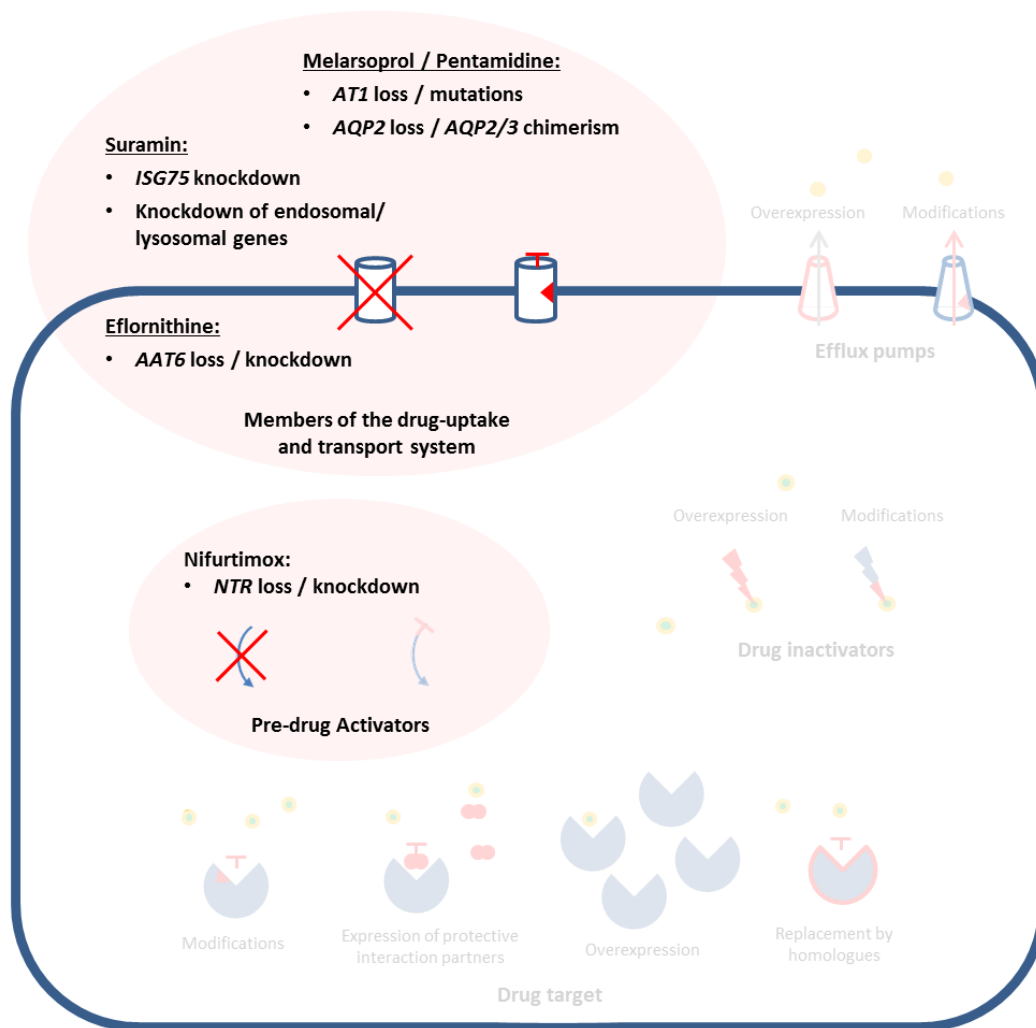 Melarsoprol / Pentamidine:
• AT1 loss / mutations
• AQP2 loss / AQP2/3 chimerism
Suramin:
• ISG75 knockdown
• Knockdown of endosomal/
lysosomal genes
Overexpression
Modifications
Eflornithine:
• AAT6 loss / knockdown
Efflux pumps
Members of the drug-uptake
and transport system
Overexpression
Modifications
Nifurtimox:
• NTR loss / knockdown
Drug inactivators
Pre-drug Activators
Modifications
Expression of protective
interaction partners
Overexpression
Replacement by
homologues
Drug target